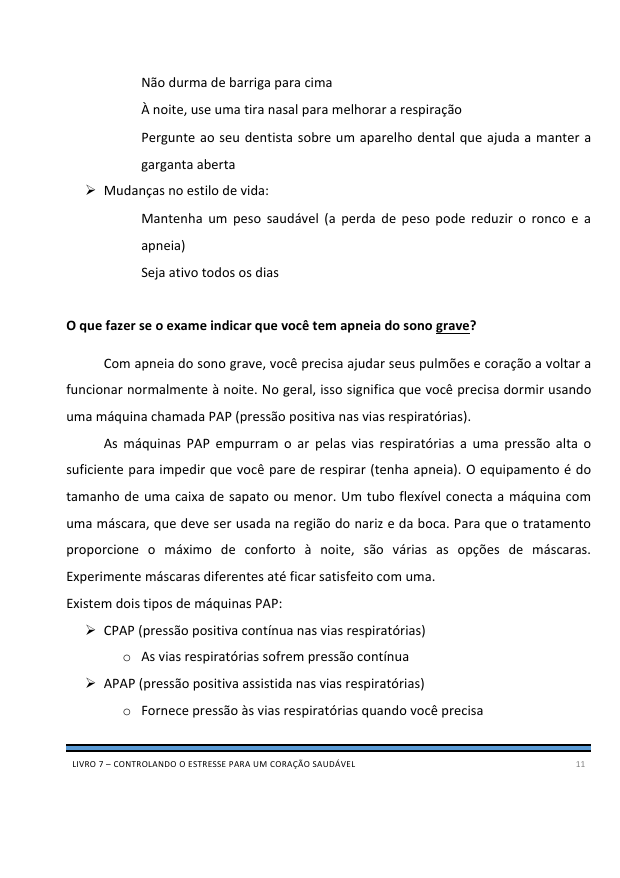 Não durma de barriga para cima
À noite, use uma tira nasal para melhorar a respiração
Pergunte ao seu dentista sobre um aparelho dental que ajuda a manter a
garganta aberta
➢ Mudanças no estilo de vida:
Mantenha um peso saudável (a perda de peso pode reduzir o ronco e a
apneia)
Seja ativo todos os dias
O que fazer se o exame indicar que você tem apneia do sono grave?
Com apneia do sono grave, você precisa ajudar seus pulmões e coração a voltar a
funcionar normalmente à noite. No geral, isso significa que você precisa dormir usando
uma máquina chamada PAP (pressão positiva nas vias respiratórias).
As máquinas PAP empurram o ar pelas vias respiratórias a uma pressão alta o
suficiente para impedir que você pare de respirar (tenha apneia). O equipamento é do
tamanho de uma caixa de sapato ou menor. Um tubo flexível conecta a máquina com
uma máscara, que deve ser usada na região do nariz e da boca. Para que o tratamento
proporcione o máximo de conforto à noite, são várias as opções de máscaras.
Experimente máscaras diferentes até ficar satisfeito com uma.
Existem dois tipos de máquinas PAP:
➢ CPAP (pressão positiva contínua nas vias respiratórias)
o As vias respiratórias sofrem pressão contínua
➢ APAP (pressão positiva assistida nas vias respiratórias)
o Fornece pressão às vias respiratórias quando você precisa
LIVRO 7 – CONTROLANDO O ESTRESSE PARA UM CORAÇÃO SAUDÁVEL 11